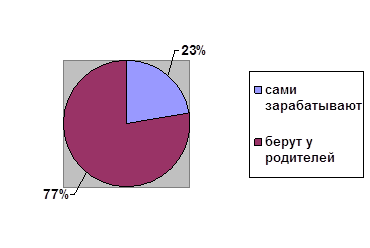 23%
77%
сами
зарабатывают
берут у
родителей